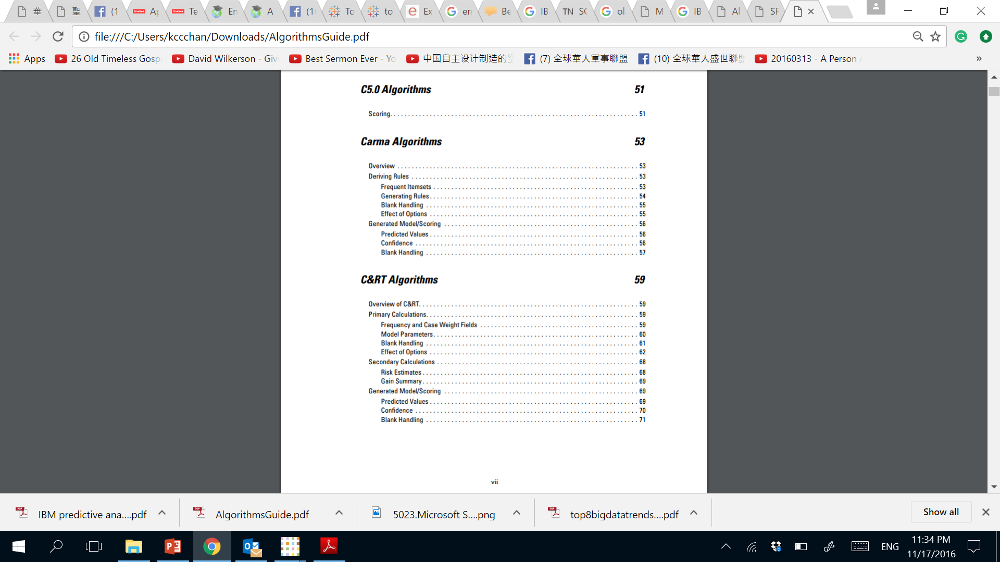 華
聖
(1
Ap
Te
En
A
(1
To
to
Ex
en
Be
IB
TN SC
ol
M
IB
Al
SF
file:///C:/Users/kccchan/Downloads/AlgorithmsGuide.pdf
Apps
26 Old Timeless Gosp
David Wilkerson - Givi
Best Sermon Ever - Yo
中国自主设计制造的空
(7) 全球華人軍事聯盟
(10) 全球華人盛世聯盟
20160313 - A Person
»
C5.0 Algorithms 51
Scoring. 51
Carma Algorithms 53
Overview 53
Deriving Rules 53
Frequent Itemsets 53
Generating Rules 54
Blank Handling 55
Effect of Options 55
Generated Model/Scoring 56
Predicted Values 56
Confidence 56
Blank Handling 57
C&RT Algorithms 59
Overview of C&RT. 59
Primary Calculations. 59
Frequency and Case Weight Fields 59
Model Parameters 60
Blank Handling 61
Effect of Options 62
Secondary Calculations 68
Risk Estimates 68
Gain Summary 69
Generated Model/Scoring 69
Predicted Values 69
Confidence 70
Blank Handling 71
vii
IBM predictive ana....pdf
AlgorithmsGuide.pdf
5023.Microsoft S....png
top8bigdatatrends....pdf
Show all
ENG
11:34 PM
11/17/2016